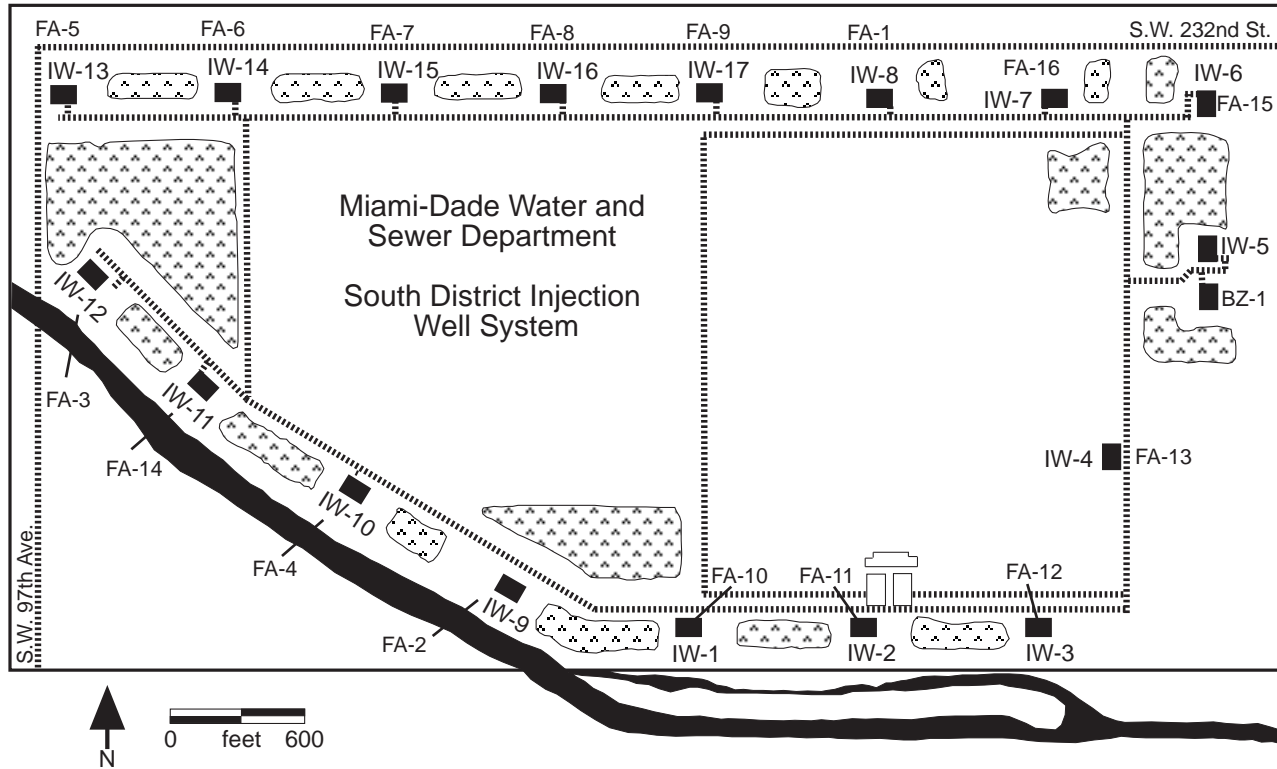 FA-5
FA-6
FA-7
FA-8
FA-9
FA-1
S.W. 232nd St.
IW-13
IW-14
IW-15
IW-16
IW-17
IW-8
FA-16
IW-7
IW-6
FA-15
Miami-Dade Water and
Sewer Department
South District Injection
Well System
IW-5
BZ-1
IW-12
FA-3
IW-11
FA-14
IW-10
FA-4
IW-9
FA-2
IW-4
FA-13
S.W. 97th Ave.
FA-10
FA-11
FA-12
IW-1
IW-2
IW-3
N
0 feet 600